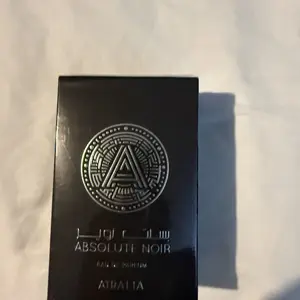 A
ABSOLUTE NOIR
EAU DE PARFUM
ATRALIA